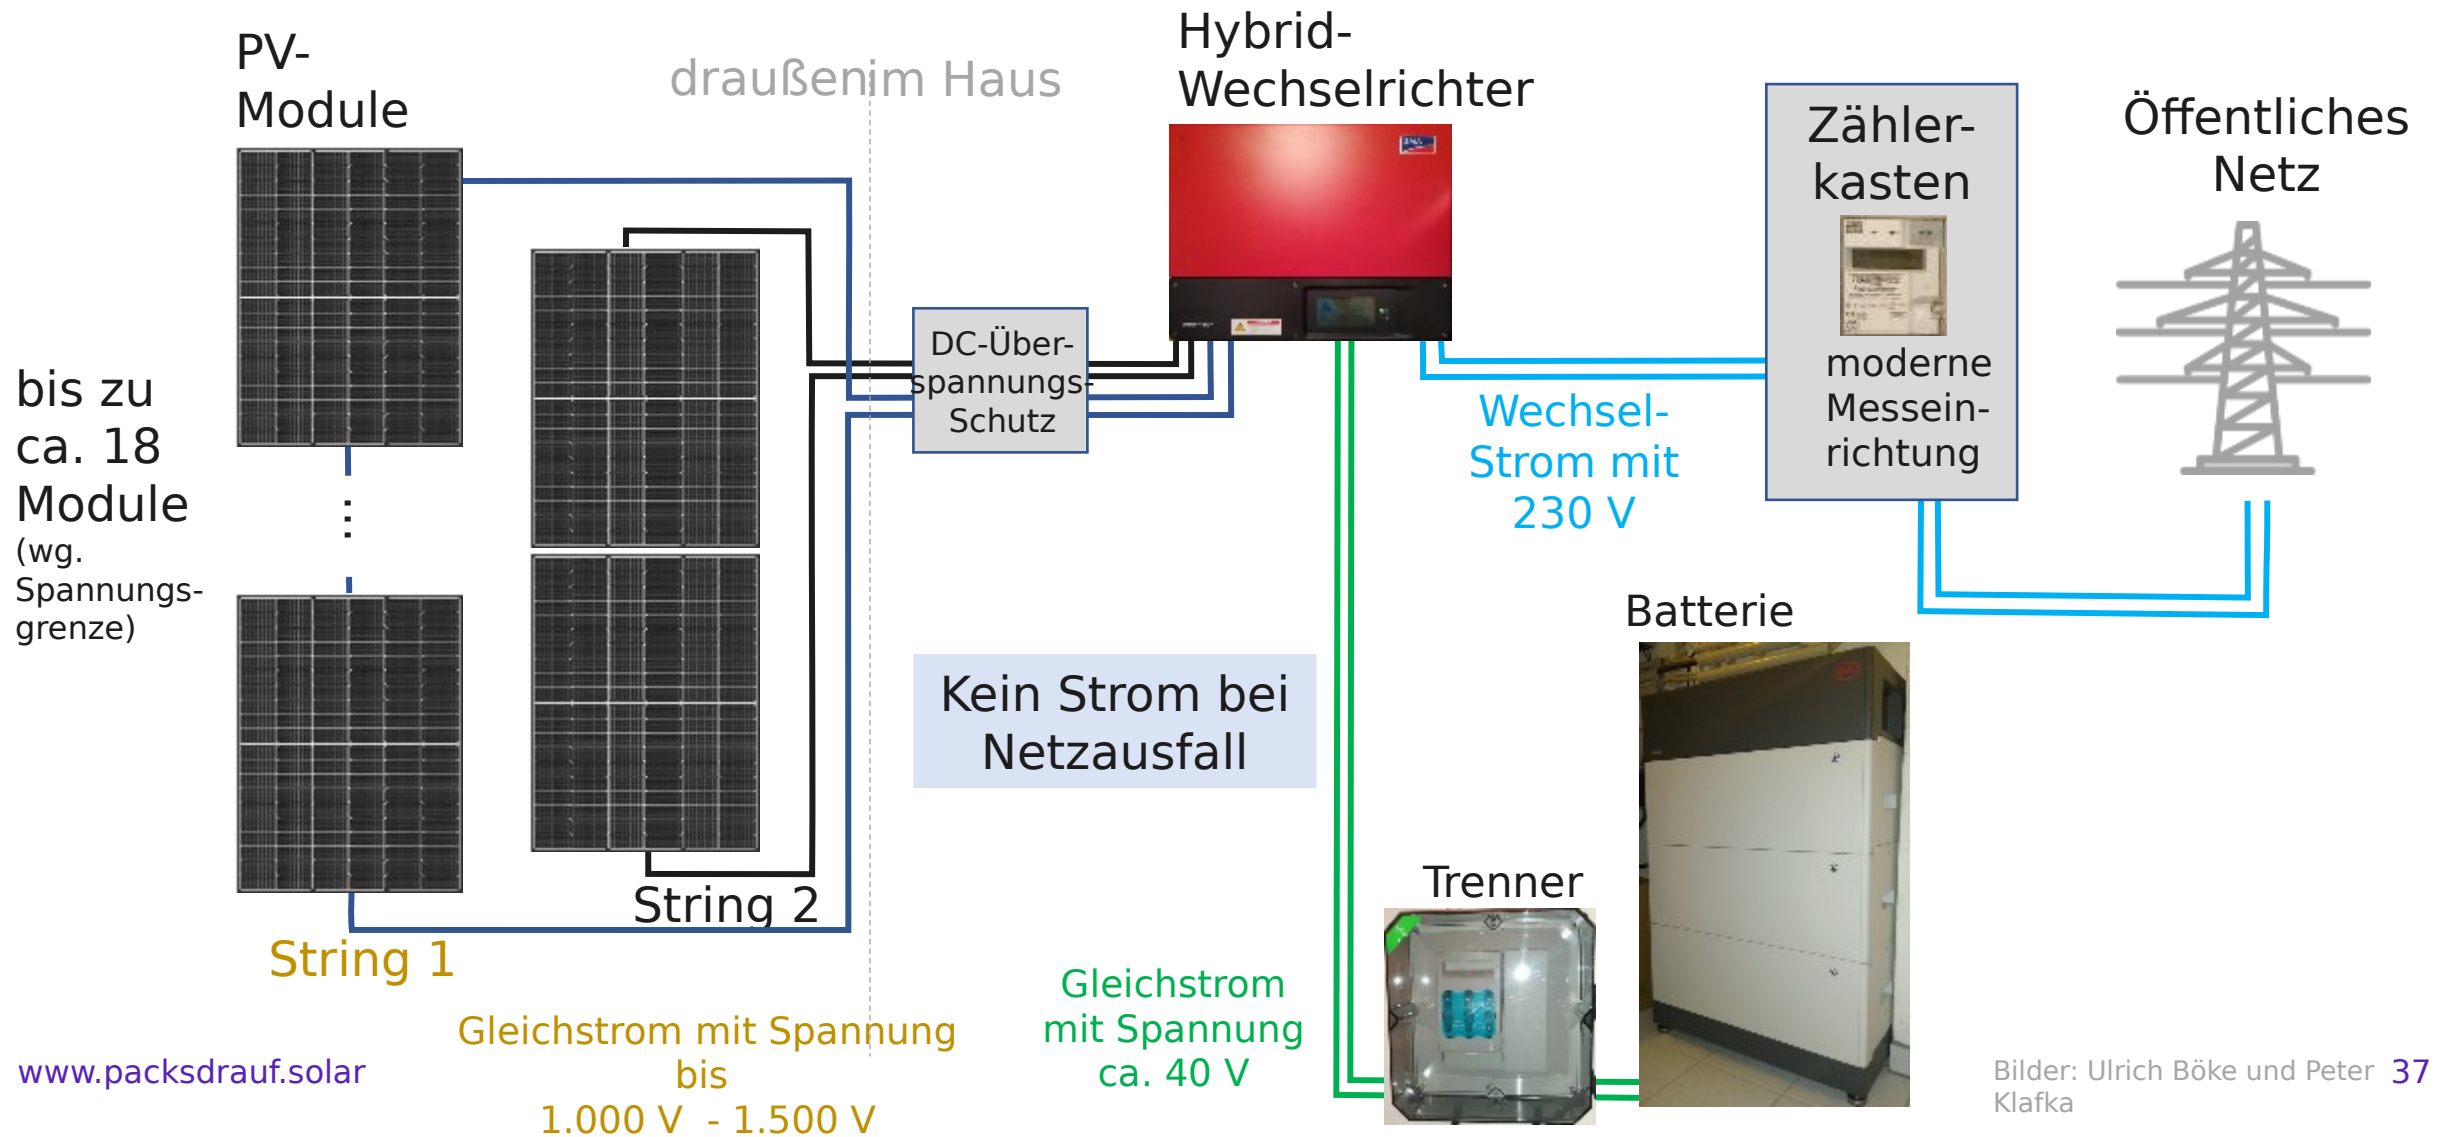 PV-
Module
draußen
im Haus
Hybrid-
Wechselrichter
Zähler-
kasten
moderne
Messein-
richtung
Öffentliches
Netz
bis zu
ca. 18
Module
(wg.
Spannungs-
grenze)
DC-Über-
spannungs-
Schutz
Wechsel-
Strom mit
230 V
Kein Strom bei
Netzausfall
Batterie
Trenner
String 2
String 1
Gleichstrom mit Spannung
bis
1.000 V - 1.500 V
Gleichstrom
mit Spannung
ca. 40 V
www.packsdrauf.solar
Bilder: Ulrich Böke und Peter
Klafka
37